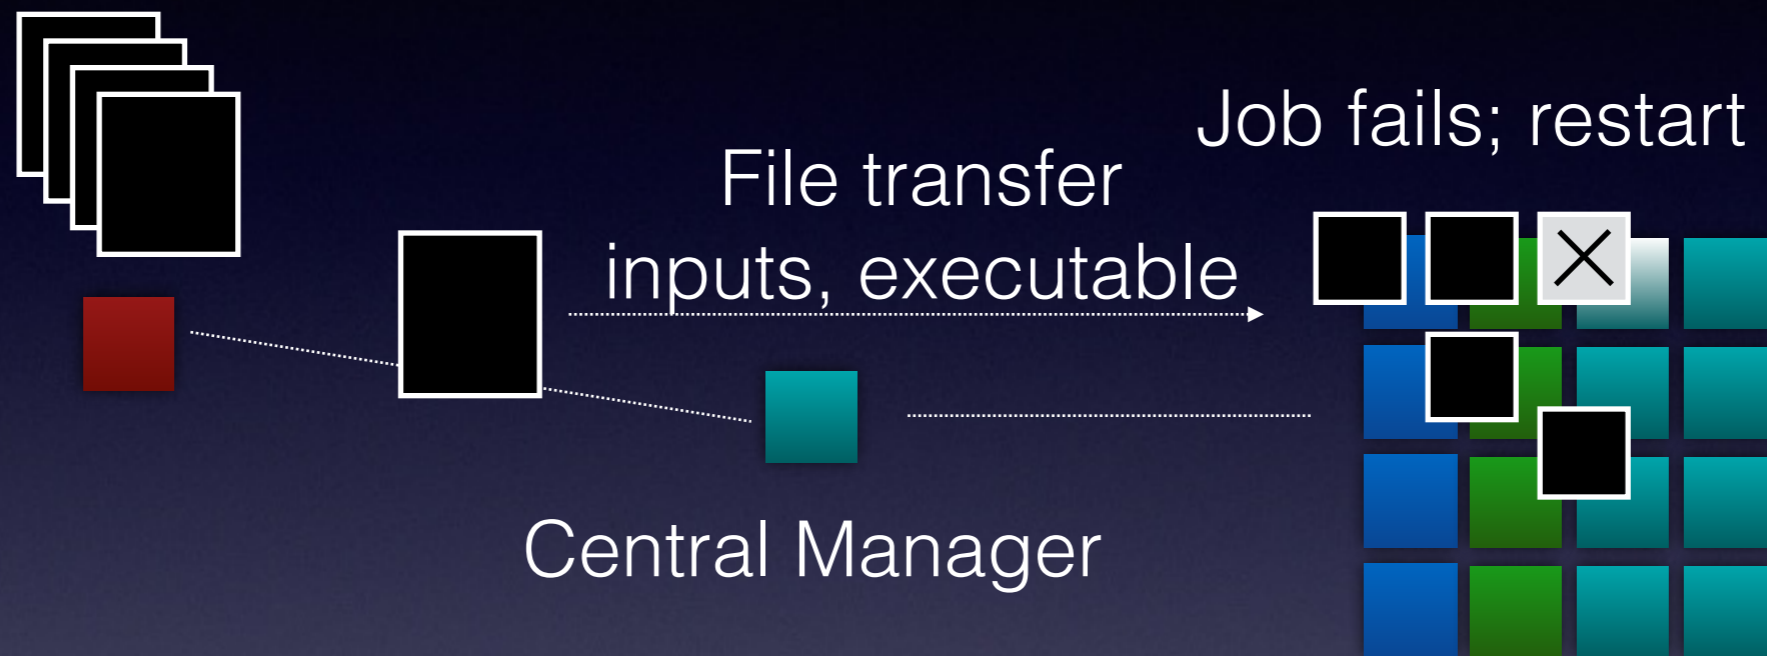 Job fails; restart
File transfer
inputs, executable
Central Manager